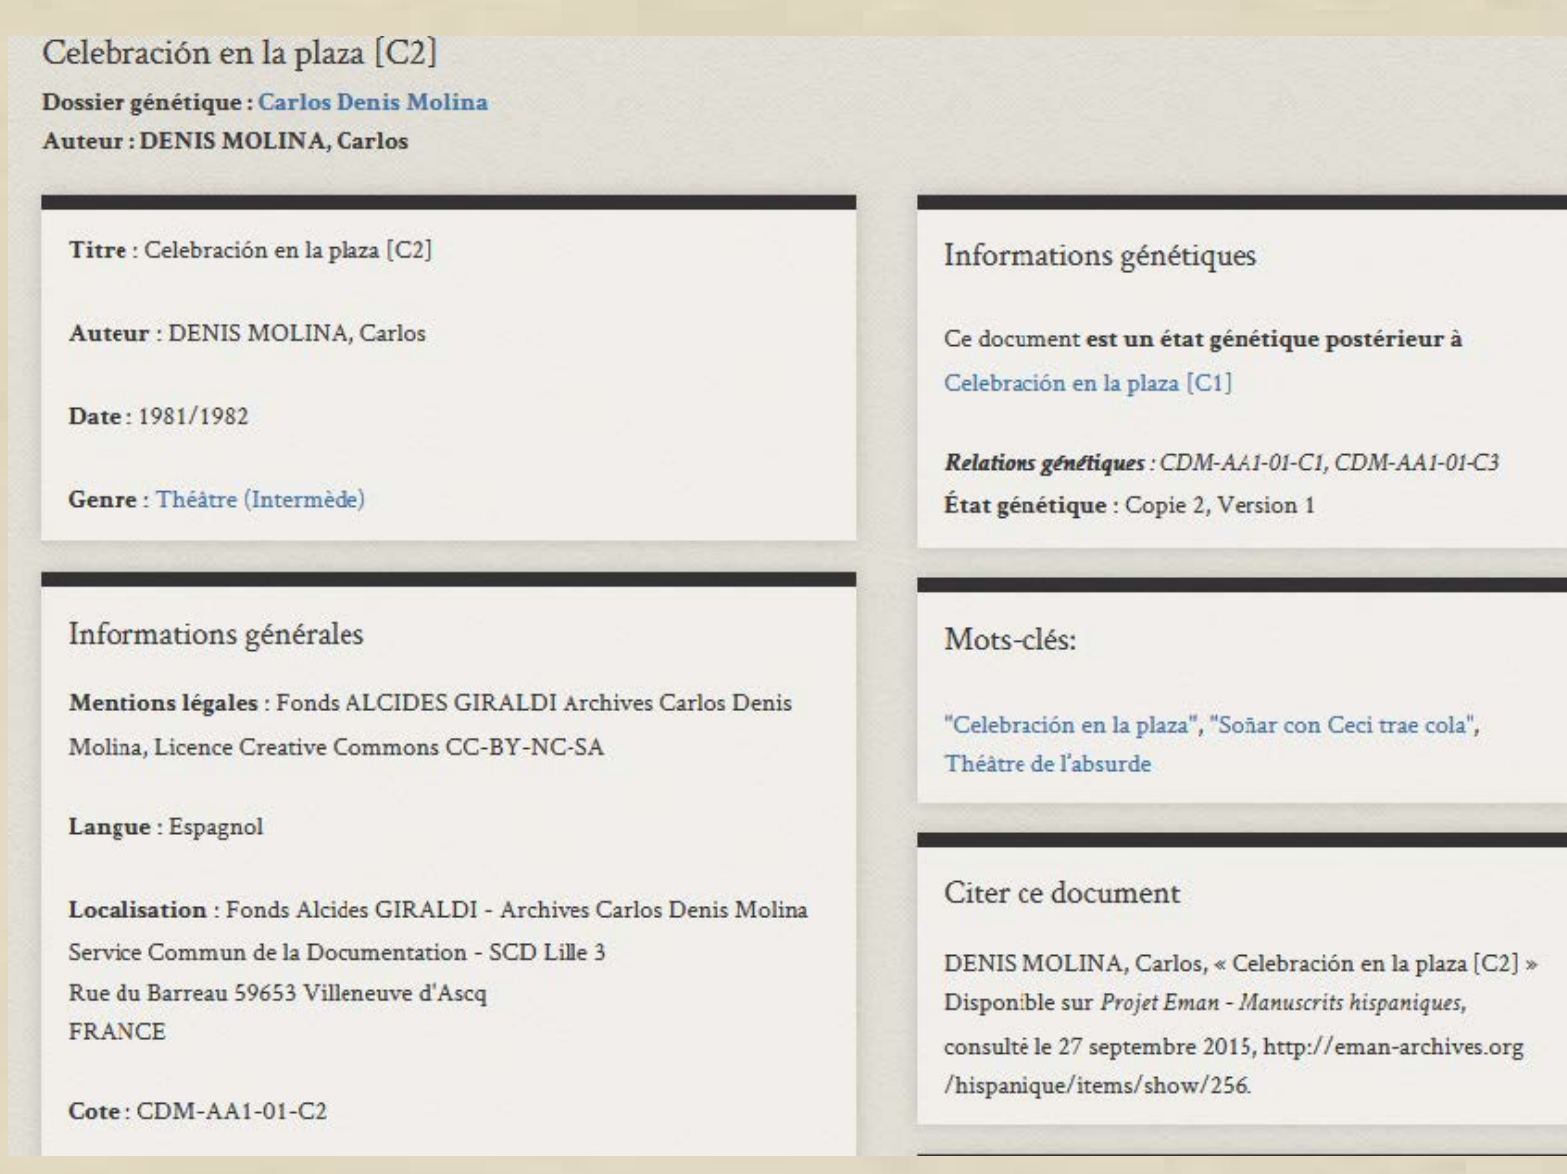 Celebración en la plaza [C2]
Dossier génétique : Carlos Denis Molina
Auteur : DENIS MOLINA, Carlos
Titre : Celebración en la plaza [C2]
Auteur : DENIS MOLINA, Carlos
Date : 1981/1982
Genre : Théâtre (Intermède)
Informations générales
Mentions légales : Fonds ALCIDES GIRALDI Archives Carlos Denis
Molina, Licence Creative Commons CC-BY-NC-SA
Langue : Espagnol
Localisation : Fonds Alcides GIRALDI - Archives Carlos Denis Molina
Service Commun de la Documentation - SCD Lille 3
Rue du Barreau 59653 Villeneuve d'Ascq
FRANCE
Cote : CDM-AA1-01-C2
Informations génétiques
Ce document est un état génétique postérieur à
Celebración en la plaza [C1]
Relations génétiques : CDM-AA1-01-C1, CDM-AA1-01-C3
État génétique : Copie 2, Version 1
Mots-clés:
"Celebración en la plaza", "Soñar con Ceci trae cola",
Théâtre de l'absurde
Citer ce document
DENIS MOLINA, Carlos, « Celebración en la plaza [C2] »
Disponible sur Projet Eman - Manuscrits hispaniques,
consulté le 27 septembre 2015, http://eman-archives.org
/hispanique/items/show/256.